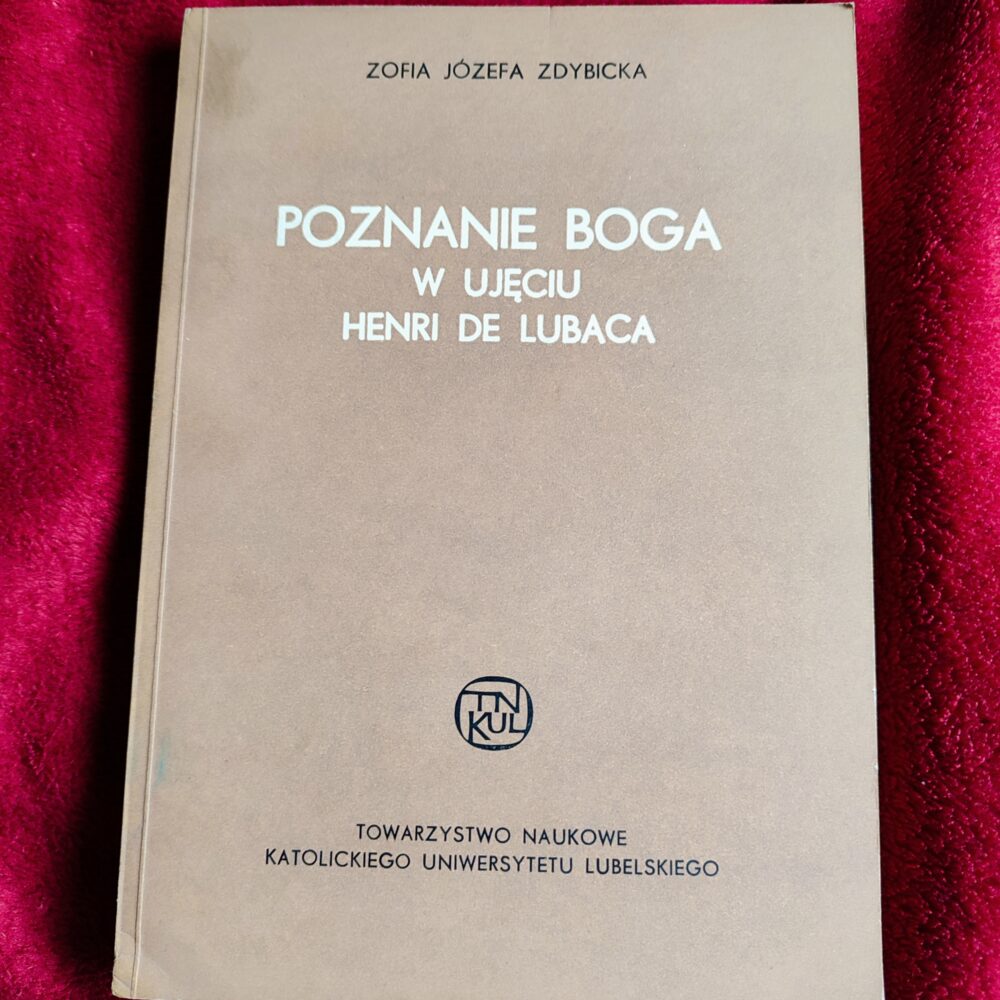 ZOFIA JÓZEFA ZDYBICKA
POZNANIE BOGA
W UJĘCIU
HENRI DE LUBACA
TN
KUL
TOWARZYSTWO NAUKOWE
KATOLICKIEGO UNIWERSYTETU LUBELSKIEGO